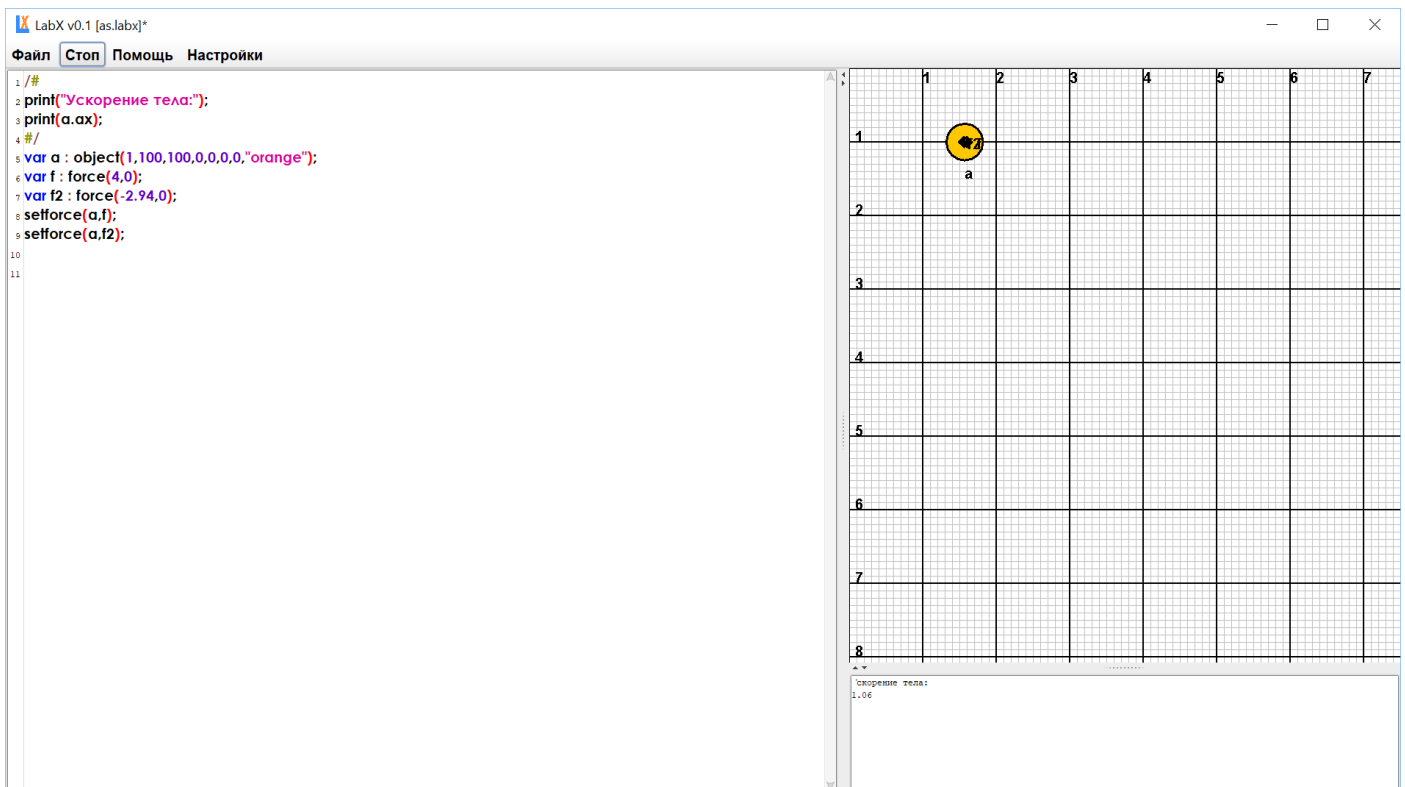 LabX v0.1 [as.labx]*
Файл Стоп Помощь Настройки
1 /#
2 print("Ускорение тела:");
3 print(a.ax);
4 #/
5 var a : object(1,100,100,0,0,0,0,"orange");
6 var f : force(4,0);
7 var f2 : force(-2.94,0);
8 setforce(a,f);
9 setforce(a,f2);
10
11
1 2 3 4 5 6 7
1
a
2
3
4
5
6
7
8
скорение тела:
1.06